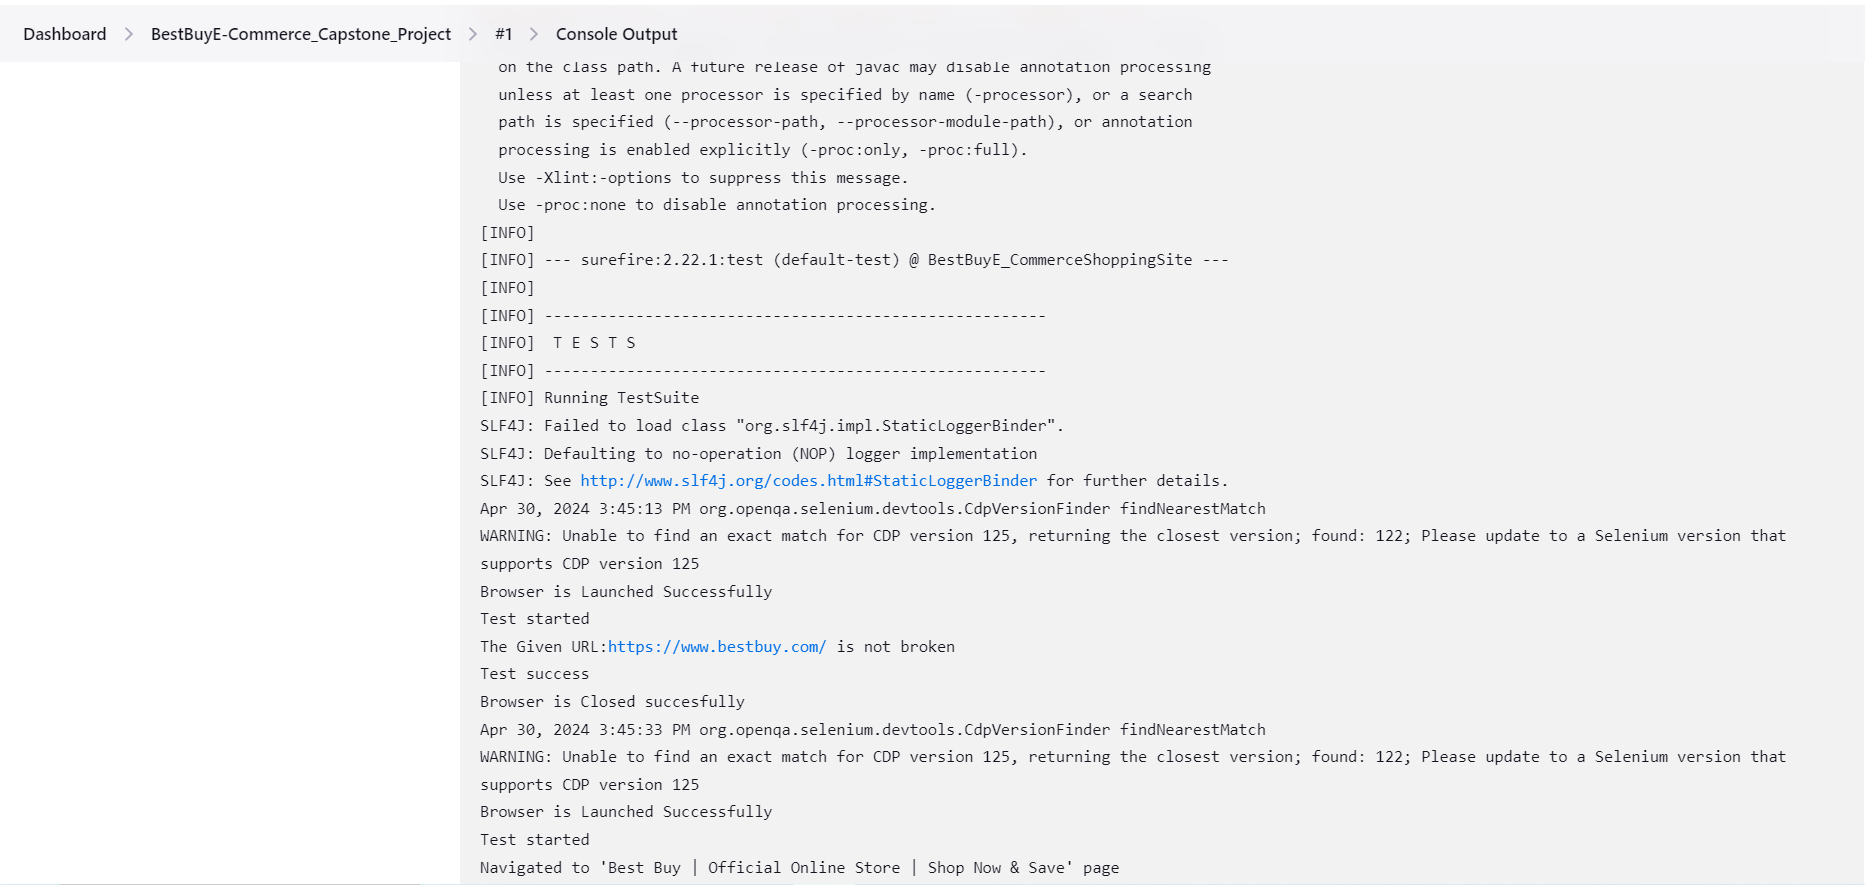 Dashboard > BestBuyE-Commerce_Capstone_Project > #1 > Console Output
on the class path. A future release of javac may disable annotation processing
unless at least one processor is specified by name (-processor), or a search
path is specified (--processor-path, --processor-module-path), or annotation
processing is enabled explicitly (-proc:only, -proc:full).
Use -Xlint:-options to suppress this message.
Use -proc:none to disable annotation processing.
[INFO]
[INFO] --- surefire:2.22.1:test (default-test) @ BestBuyE_CommerceShoppingSite ---
[INFO]
[INFO] -------------------------------------------------------
[INFO]  T E S T S
[INFO] -------------------------------------------------------
[INFO] Running TestSuite
SLF4J: Failed to load class "org.slf4j.impl.StaticLoggerBinder".
SLF4J: Defaulting to no-operation (NOP) logger implementation
SLF4J: See http://www.slf4j.org/codes.html#StaticLoggerBinder for further details.
Apr 30, 2024 3:45:13 PM org.openqa.selenium.devtools.CdpVersionFinder findNearestMatch
WARNING: Unable to find an exact match for CDP version 125, returning the closest version; found: 122; Please update to a Selenium version that
supports CDP version 125
Browser is Launched Successfully
Test started
The Given URL:https://www.bestbuy.com/ is not broken
Test success
Browser is Closed succesfully
Apr 30, 2024 3:45:33 PM org.openqa.selenium.devtools.CdpVersionFinder findNearestMatch
WARNING: Unable to find an exact match for CDP version 125, returning the closest version; found: 122; Please update to a Selenium version that
supports CDP version 125
Browser is Launched Successfully
Test started
Navigated to 'Best Buy | Official Online Store | Shop Now & Save' page